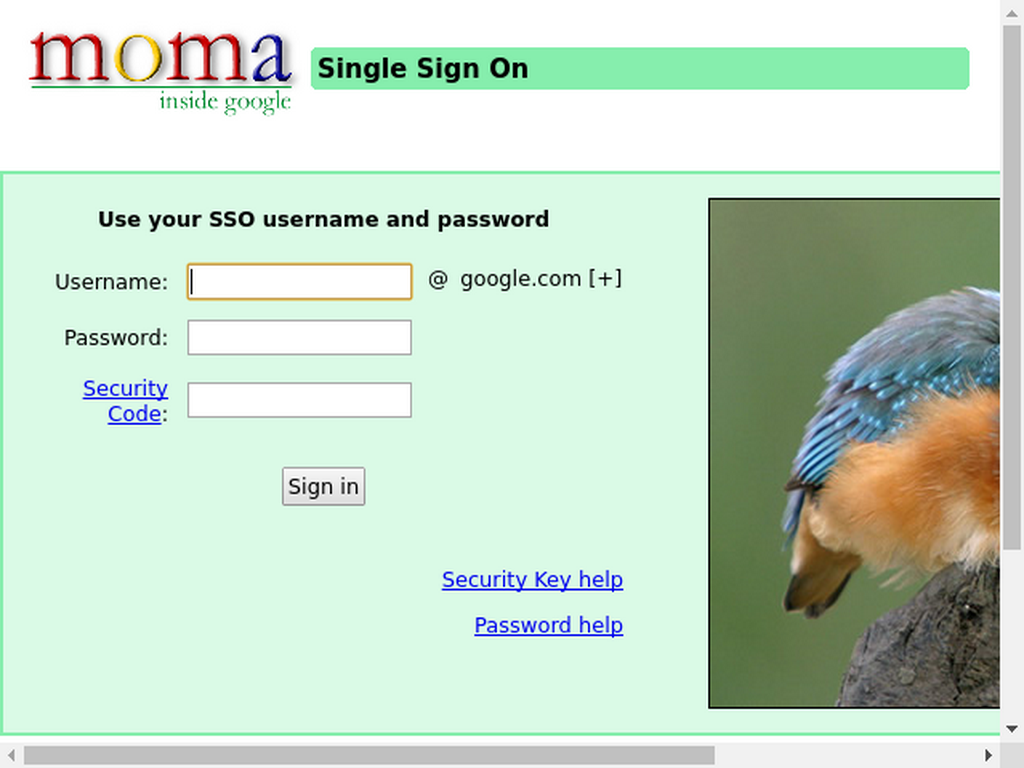 moma
inside google
Single Sign On
Use your SSO username and password
Username:
@ google.com [+]
Password:
Security
Code:
Sign in
Security Key help
Password help